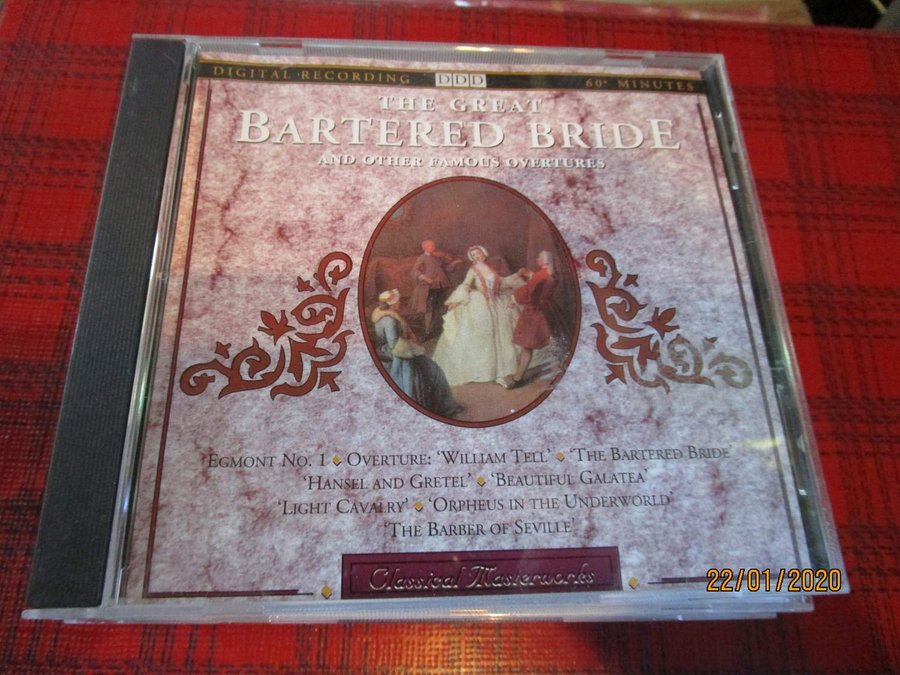 DIGITAL RECORDING DDD 60+ MINUTES
THE GREAT
BARTERED BRIDE
AND OTHER FAMOUS OVERTURES
EGMONT NO. 1 ◆ OVERTURE: 'WILLIAM TELL' ◆ 'THE BARTERED BRIDE'
'HANSEL AND GRETEL' ◆ 'BEAUTIFUL GALATEA'
'LIGHT CAVALRY' ◆ 'ORPHEUS IN THE UNDERWORLD'
'THE BARBER OF SEVILLE'
Classical Masterworks
22/01/2020